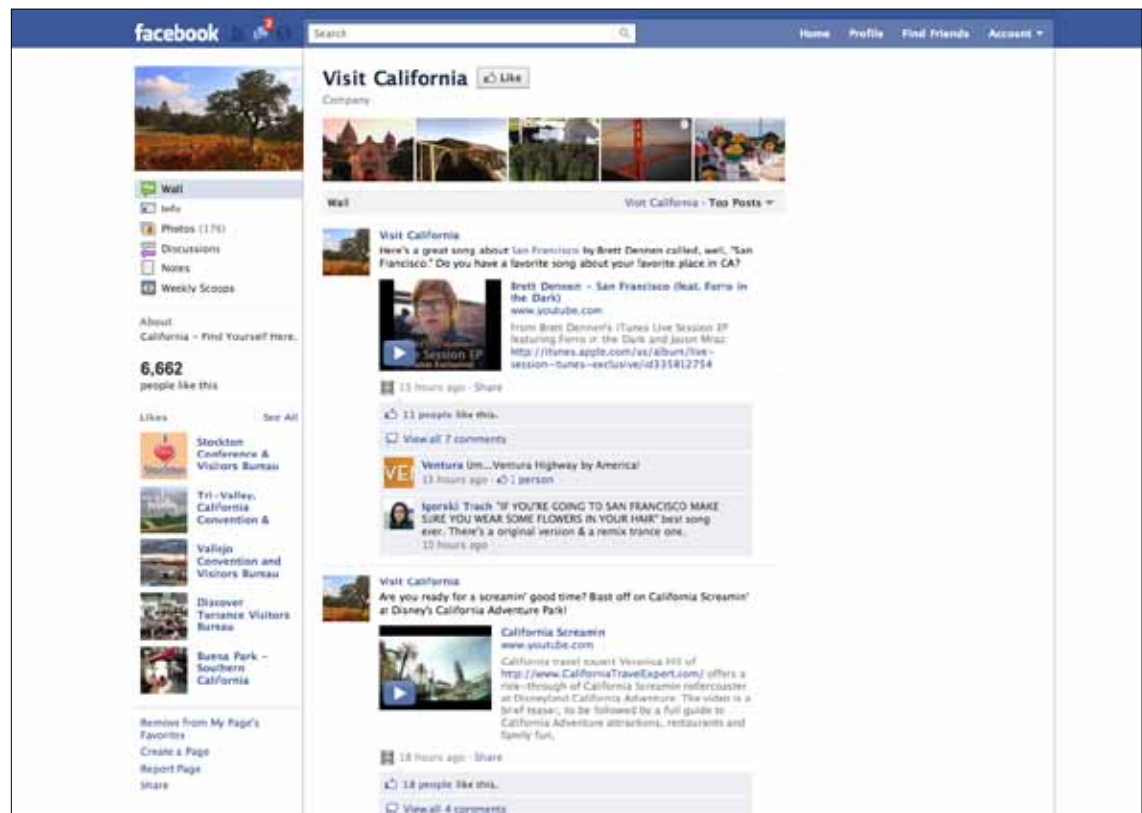 facebook
2
Search
Home Profile Find Friends Account
Visit California Like
Company
Wall
Info
Photos (176)
Discussions
Notes
Weekly Scoops
About
California - Find Yourself Here.
6,662
people like this
Likes See All
Stockton
Stockton
Conference &
Visitors Bureau
Tri-Valley,
California
Convention &
Vallejo
Convention and
Visitors Bureau
Discover
Torrance Visitors
Bureau
Buena Park -
Southern
California
Remove from My Page's
Favorites
Create a Page
Report Page
Share
Wall Visit California · Top Posts
Visit California
Here's a great song about San Francisco by Brett Dennen called, well, "San
Francisco." Do you have a favorite song about your favorite place in CA?
Session EP
Brett Dennen - San Francisco (feat. Ferro in
the Dark)
www.youtube.com
From Brett Dennen's iTunes Live Session EP
featuring Ferro in the Dark and Jason Mraz:
http://itunes.apple.com/us/album/live-
session-itunes-exclusive/id335812754
15 hours ago · Share
11 people like this.
View all 7 comments
VE
Ventura Um...Ventura Highway by America!
13 hours ago · 1 person
Igorski Trach "IF YOU'RE GOING TO SAN FRANCISCO MAKE
SURE YOU WEAR SOME FLOWERS IN YOUR HAIR" best song
ever. There's a original version & a remix trance one.
10 hours ago
Visit California
Are you ready for a screamin' good time? Bast off on California Screamin'
at Disney's California Adventure Park!
California Screamin
www.youtube.com
California travel expert Veronica Hill of
http://www.CaliforniaTravelExpert.com/ offers a
ride-through of California Screamin rollercoaster
at Disneyland California Adventure. The video is a
brief teaser, to be followed by a full guide to
California Adventure attractions, restaurants and
family fun.
18 hours ago · Share
18 people like this.
View all 4 comments